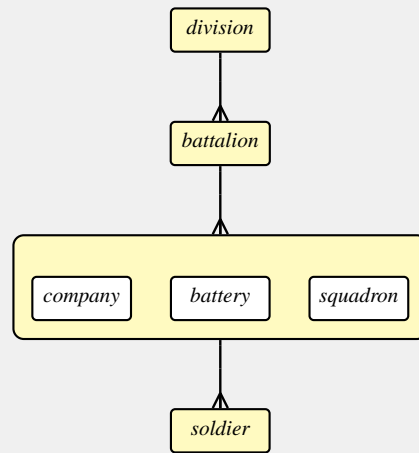 division
battalion
company battery squadron
soldier